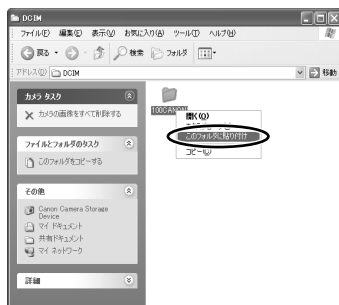 DCIM
ファイル(F) 編集(E) 表示(V) お気に入り(A) ツール(T) ヘルプ(H)
戻る 検索 フォルダ
アドレス(D) DCIM 移動
カメラ タスク
カメラの画像をすべて削除する
ファイルとフォルダのタスク
このフォルダをコピーする
その他
Canon Camera Storage
Device
マイ ドキュメント
共有ドキュメント
マイ ネットワーク
詳細
100CANON
開く(O)
このフォルダに貼り付け
コピー(C)